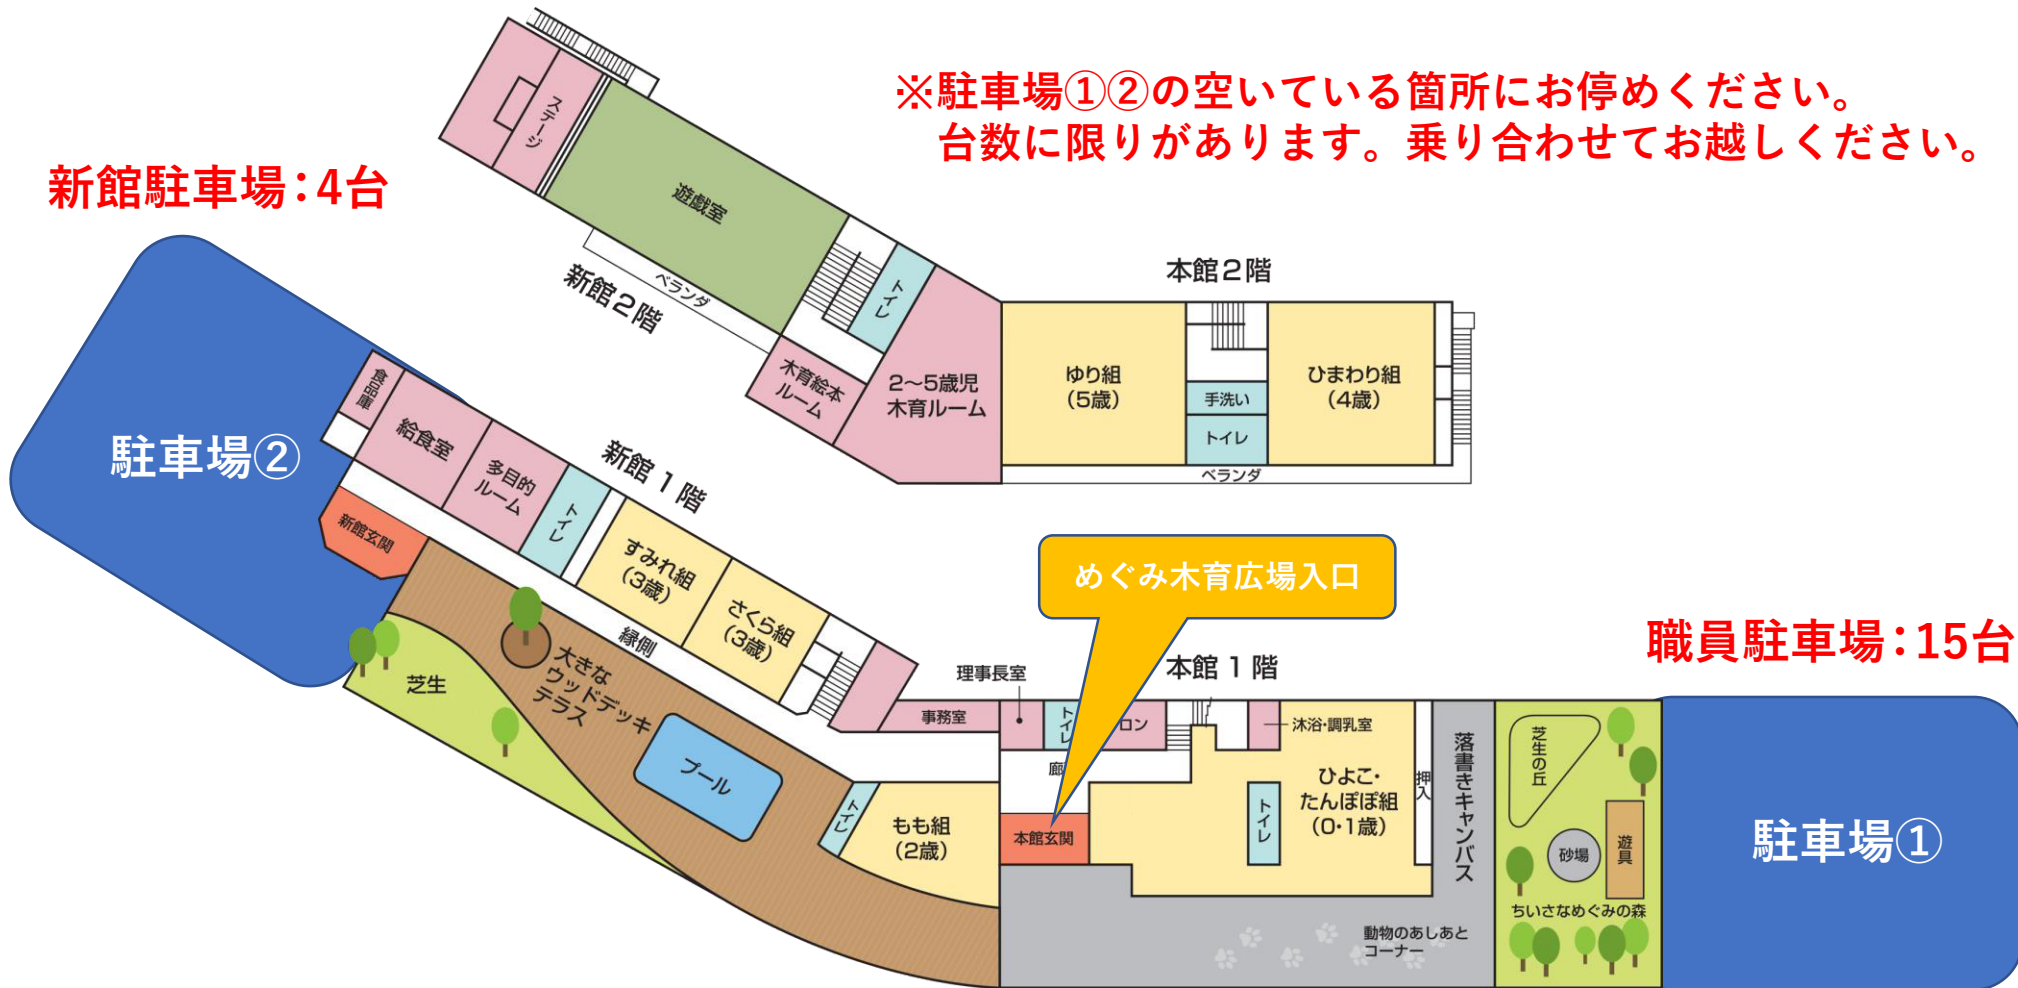 ※駐車場①②の空いている箇所にお停めください。
台数に限りがあります。乗り合わせてお越しください。
新館駐車場：4台
ステージ
遊戯室
ベランダ
新館２階
トイレ
木育絵本
ルーム
2〜5歳児
木育ルーム
本館２階
ゆり組
（5歳）
手洗い
トイレ
ひまわり組
（4歳）
ベランダ
駐車場②
食品庫
給食室
多目的
ルーム
トイレ
新館１階
新館玄関
すみれ組
（3歳）
さくら組
（3歳）
縁側
大きな
ウッドデッキ
テラス
芝生
プール
トイレ
もも組
（2歳）
めぐみ木育広場入口
本館１階
理事長室
事務室
トイレ
ロン
沐浴・調乳室
廊
本館玄関
ひよこ・
たんぽぽ組
（0・1歳）
トイレ
押入
落書きキャンバス
動物のあしあと
コーナー
芝生の丘
砂場
遊具
ちいさなめぐみの森
職員駐車場：15台
駐車場①